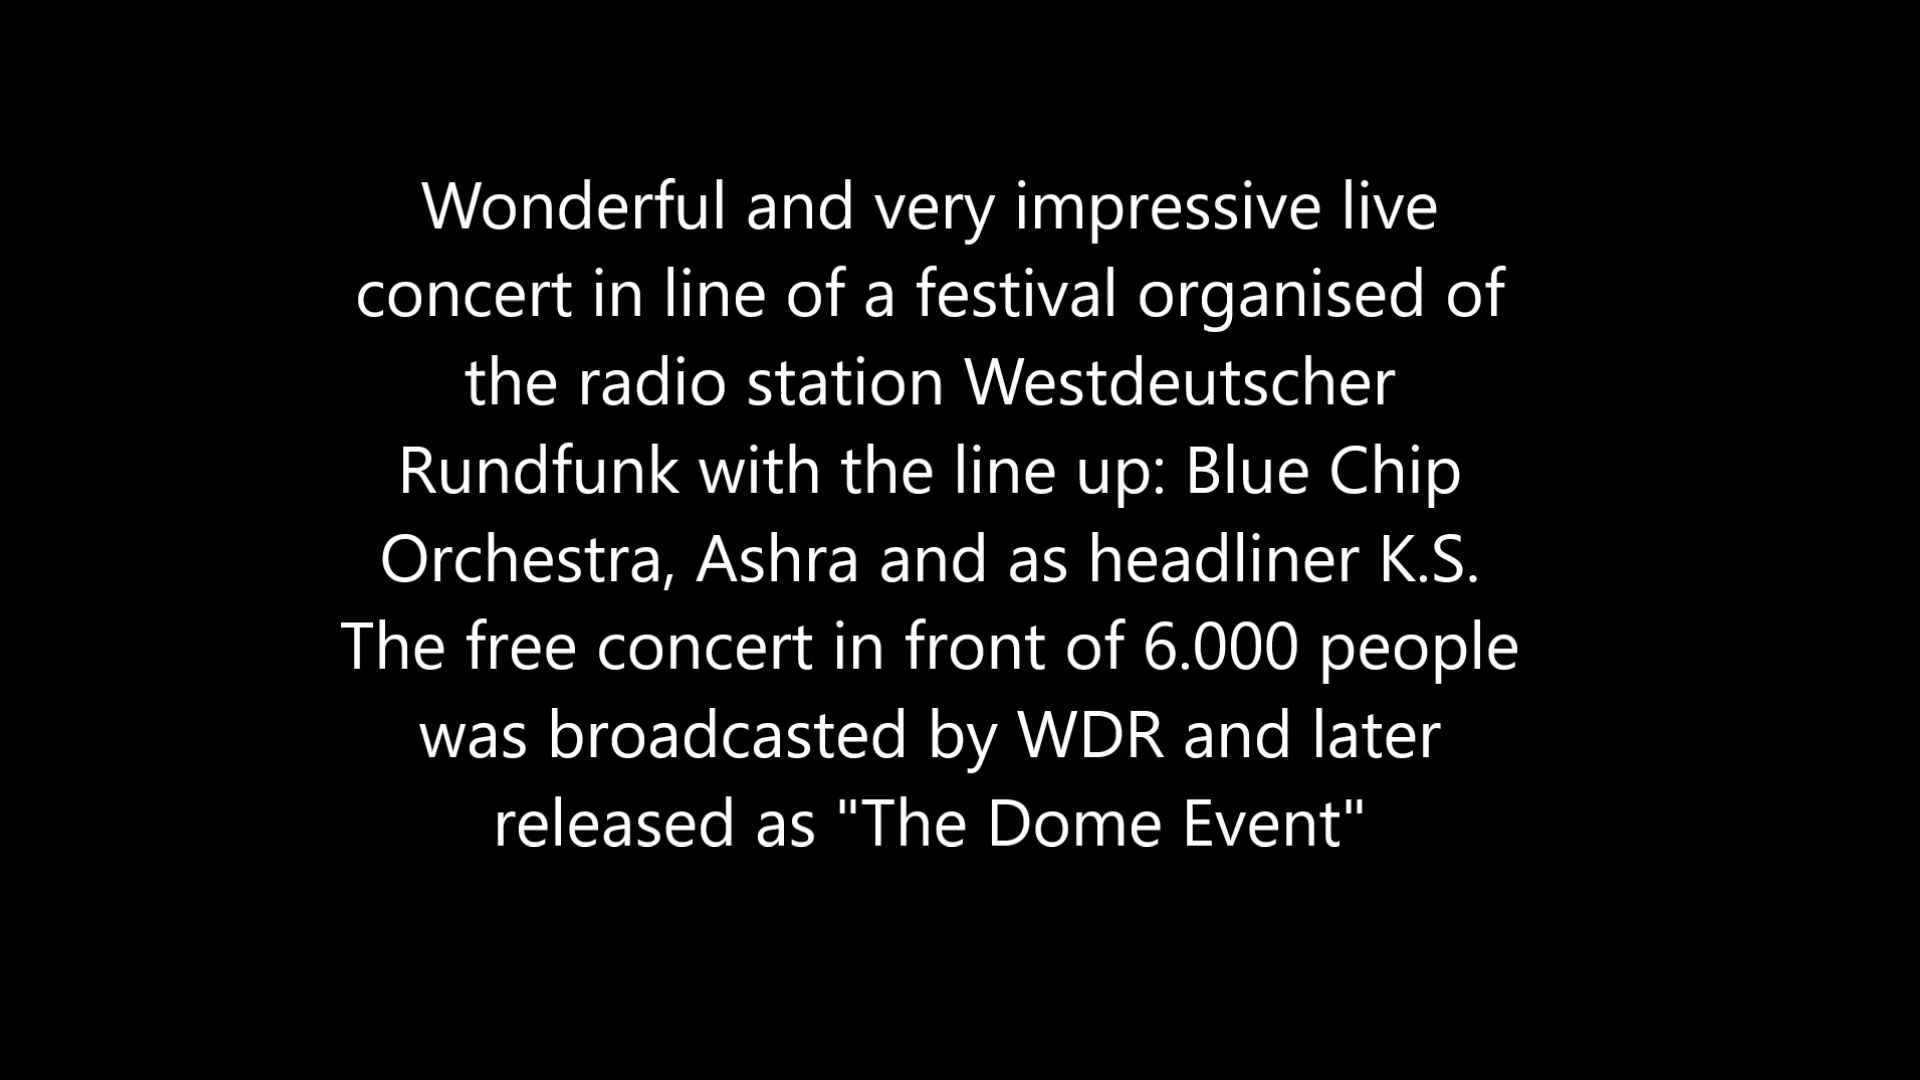 Wonderful and very impressive live
concert in line of a festival organised of
the radio station Westdeutscher
Rundfunk with the line up: Blue Chip
Orchestra, Ashra and as headliner K.S.
The free concert in front of 6.000 people
was broadcasted by WDR and later
released as "The Dome Event"